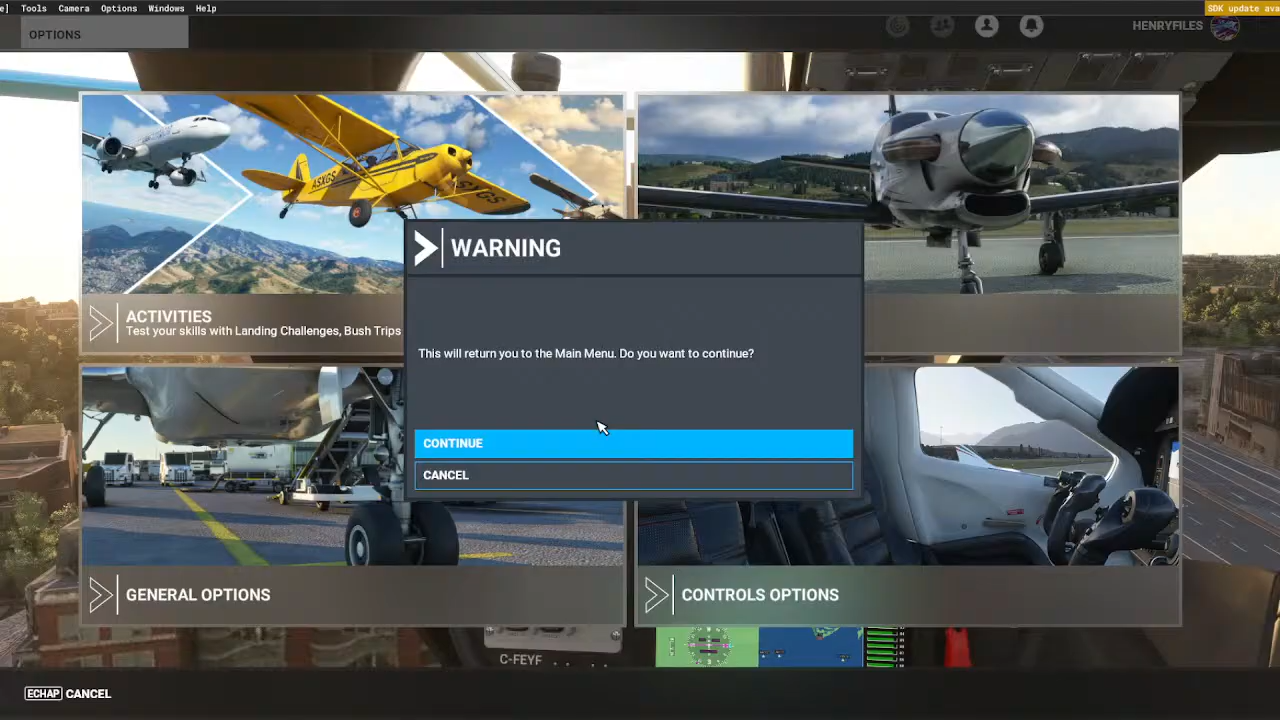 e] Tools Camera Options Windows Help
SDK update ava
OPTIONS
HENRYFILES
ASXGS
SXGS
WARNING
ACTIVITIES
Test your skills with Landing Challenges, Bush Trips
This will return you to the Main Menu. Do you want to continue?
CONTINUE
CANCEL
GENERAL OPTIONS
CONTROLS OPTIONS
C-FEYF
ECHAP CANCEL